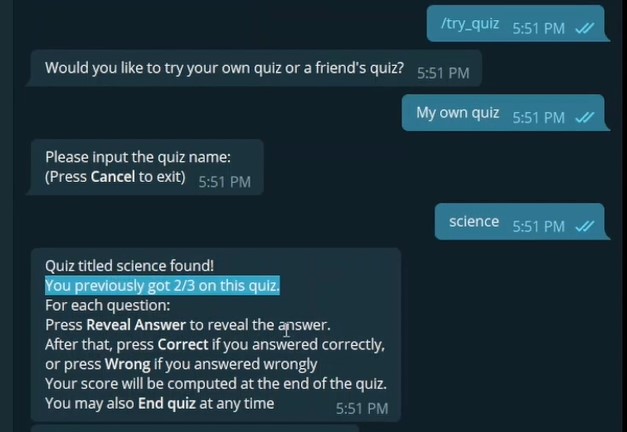 /try_quiz 5:51 PM
Would you like to try your own quiz or a friend's quiz? 5:51 PM
My own quiz 5:51 PM
Please input the quiz name:
(Press Cancel to exit) 5:51 PM
science 5:51 PM
Quiz titled science found!
You previously got 2/3 on this quiz.
For each question:
Press Reveal Answer to reveal the answer.
After that, press Correct if you answered correctly,
or press Wrong if you answered wrongly
Your score will be computed at the end of the quiz.
You may also End quiz at any time 5:51 PM